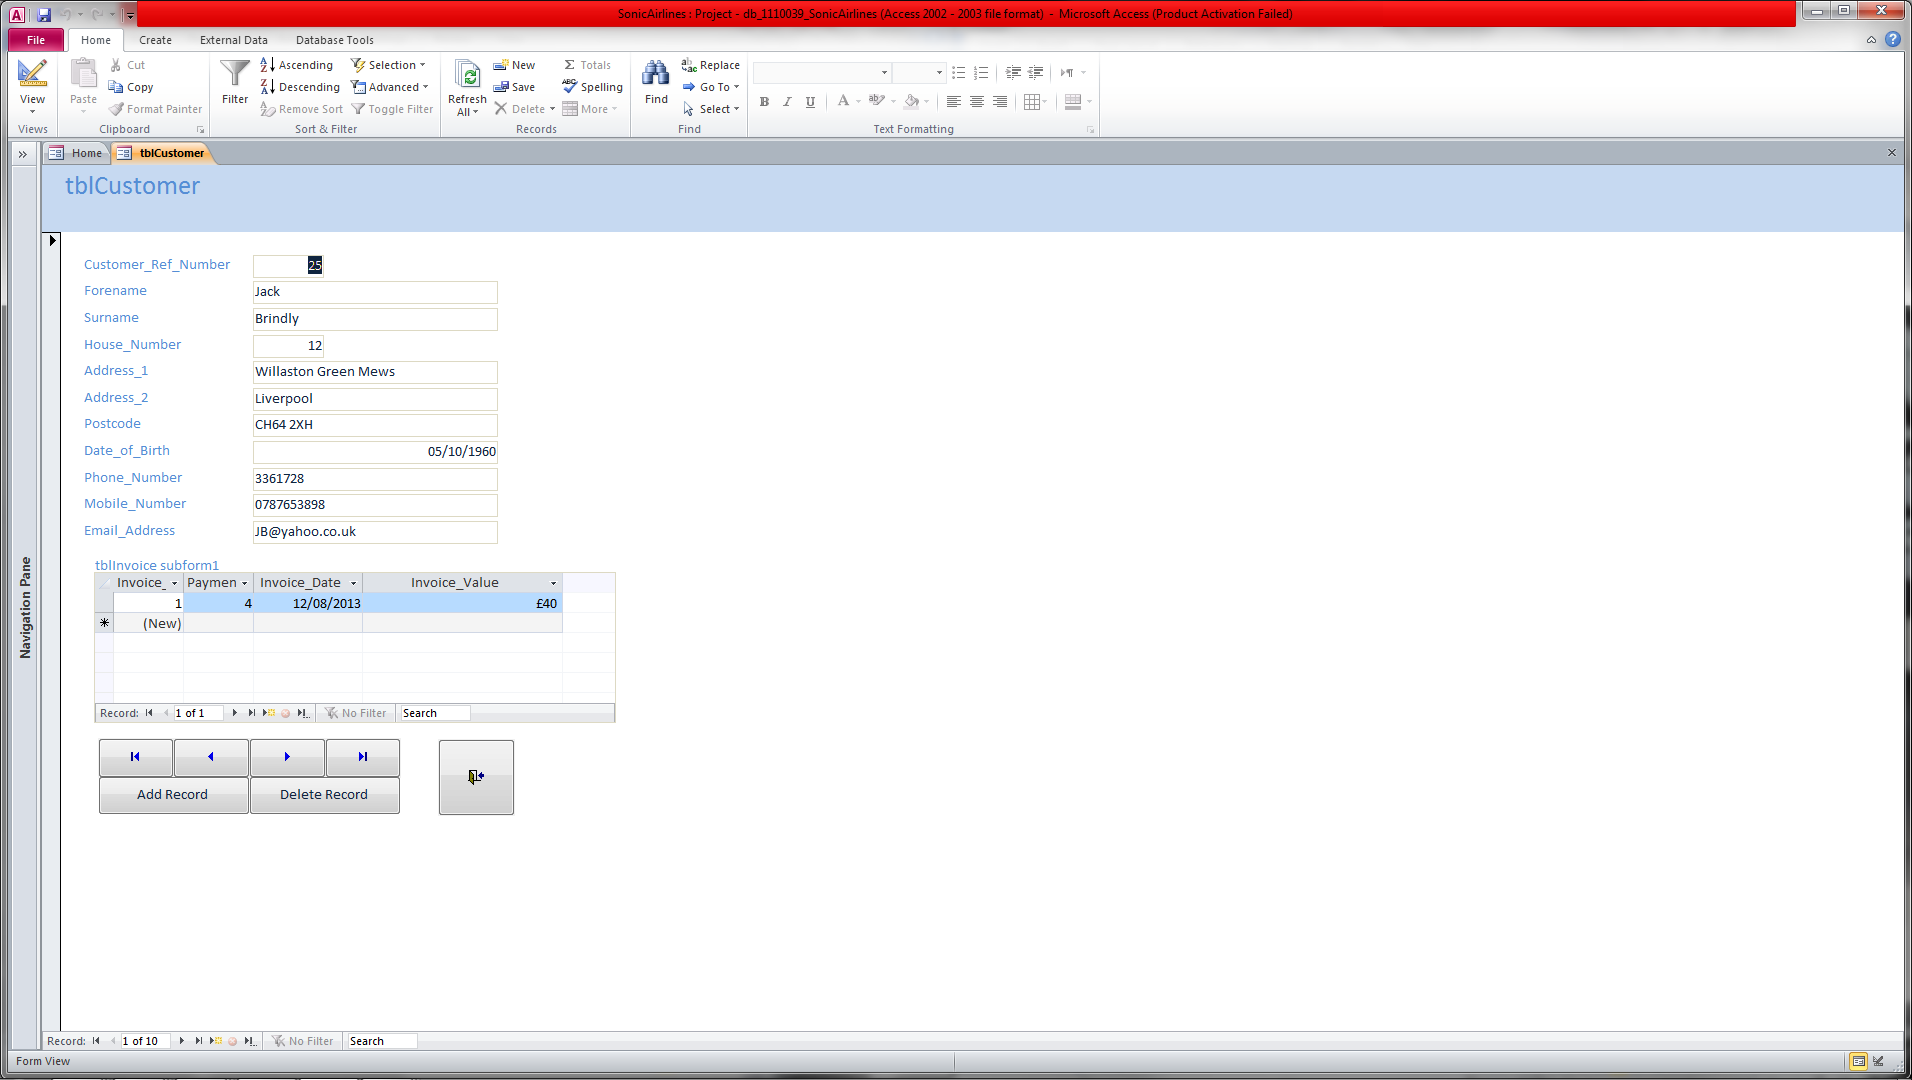 SonicAirlines : Project - db_1110039_SonicAirlines (Access 2002 - 2003 file format) - Microsoft Access (Product Activation Failed)
File Home Create External Data Database Tools
View
Views
Paste
Cut
Copy
Format Painter
Clipboard
Filter
Ascending
Descending
Remove Sort
Selection
Advanced
Toggle Filter
Sort & Filter
Refresh
All
New
Save
Delete
Totals
Spelling
More
Records
Find
Replace
Go To
Select
Find
B I U A
Text Formatting
Home tblCustomer
tblCustomer
Navigation Pane
Customer_Ref_Number 25
Forename Jack
Surname Brindly
House_Number 12
Address_1 Willaston Green Mews
Address_2 Liverpool
Postcode CH64 2XH
Date_of_Birth 05/10/1960
Phone_Number 3361728
Mobile_Number 0787653898
Email_Address JB@yahoo.co.uk
tblInvoice subform1
Invoice_ Paymen Invoice_Date Invoice_Value
1 4 12/08/2013 £40
(New)
Record: 1 of 1 No Filter Search
Add Record Delete Record
Record: 1 of 10 No Filter Search
Form View